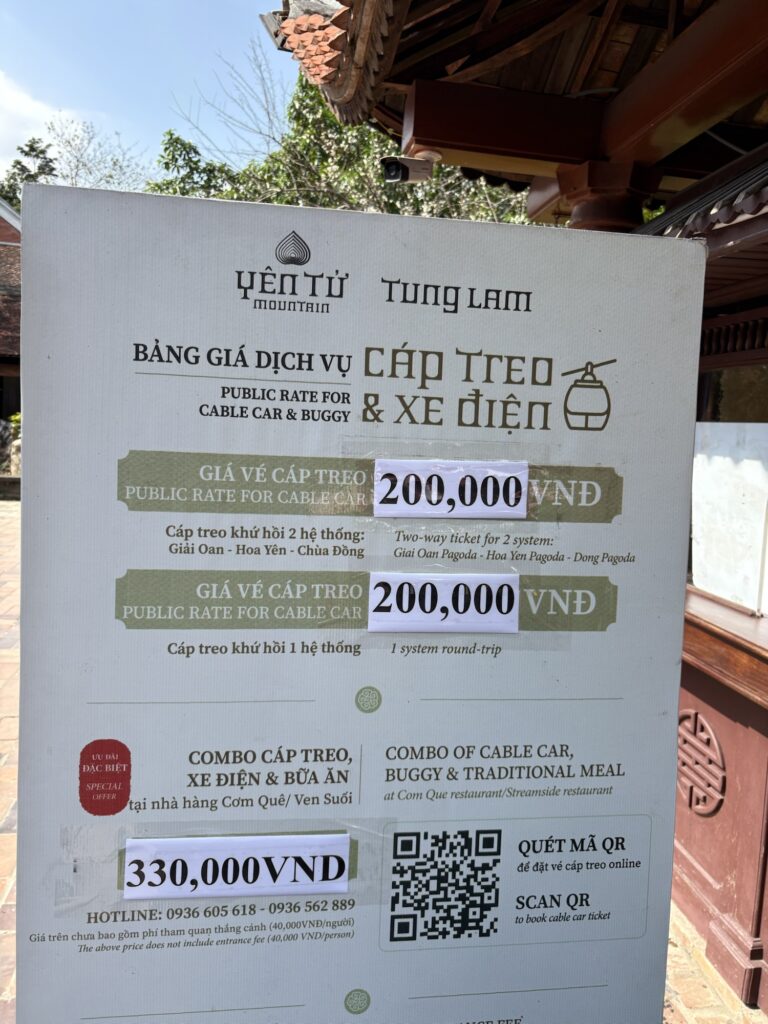 YÊN TỬ
MOUNTAIN
TUNG LAM
BẢNG GIÁ DỊCH VỤ
PUBLIC RATE FOR
CABLE CAR & BUGGY
CÁP TREO
& XE ĐIỆN
GIÁ VÉ CÁP TREO
PUBLIC RATE FOR CABLE CAR
200,000 VNĐ
Cáp treo khứ hồi 2 hệ thống:
Giải Oan - Hoa Yên - Chùa Đồng
Two-way ticket for 2 system:
Giai Oan Pagoda - Hoa Yen Pagoda - Dong Pagoda
GIÁ VÉ CÁP TREO
PUBLIC RATE FOR CABLE CAR
200,000 VNĐ
Cáp treo khứ hồi 1 hệ thống
1 system round-trip
ƯU ĐÃI
ĐẶC BIỆT
SPECIAL
OFFER
COMBO CÁP TREO,
XE ĐIỆN & BỮA ĂN
tại nhà hàng Cơm Quê/ Ven Suối
COMBO OF CABLE CAR,
BUGGY & TRADITIONAL MEAL
at Com Que restaurant/Streamside restaurant
330,000VND
HOTLINE: 0936 605 618 - 0936 562 889
Giá trên chưa bao gồm phí tham quan thắng cảnh (40,000VNĐ/người)
The above price does not include entrance fee (40,000 VND/person)
QUÉT MÃ QR
để đặt vé cáp treo online
SCAN QR
to book cable car ticket